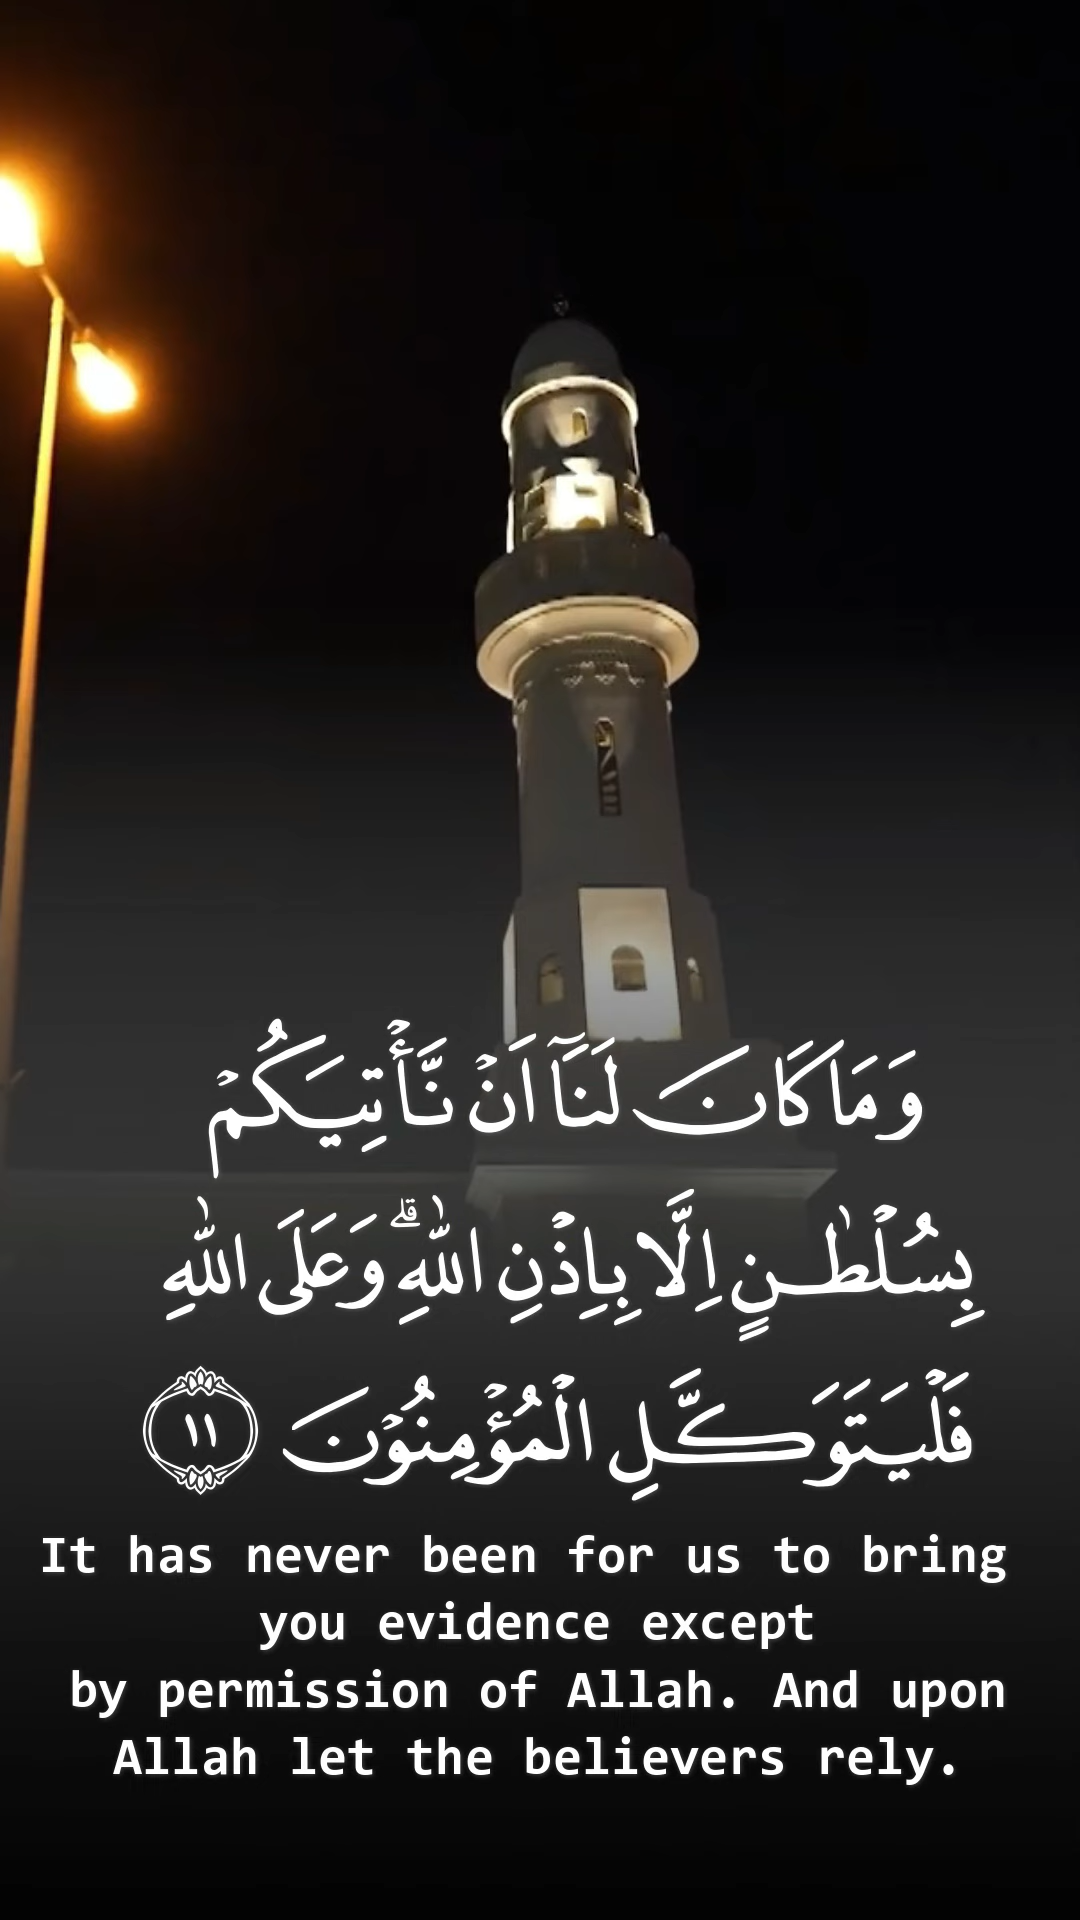 وَمَا كَانَ لَنَاۤ اَنۡ نَّاۡتِيَكُمۡ
بِسُلۡطٰنٍ اِلَّا بِاِذۡنِ اللّٰهِ‌ؕ وَعَلَى اللّٰهِ
فَلۡيَتَوَكَّلِ الۡمُؤۡمِنُوۡنَ ١١
It has never been for us to bring
you evidence except
by permission of Allah. And upon
Allah let the believers rely.